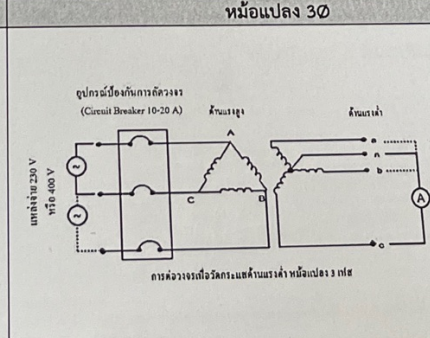 หม้อแปลง 3Ø
อุปกรณ์ป้องกันการลัดวงจร
(Circuit Breaker 10-20 A)
ด้านแรงสูง
ด้านแรงต่ำ
แหล่งจ่าย 230 V
หรือ 400 V
~
~
A
C
D
a
n
b
c
A
การต่อวงจรเพื่อวัดกระแสด้านแรงต่ำ หม้อแปลง 3 เฟส